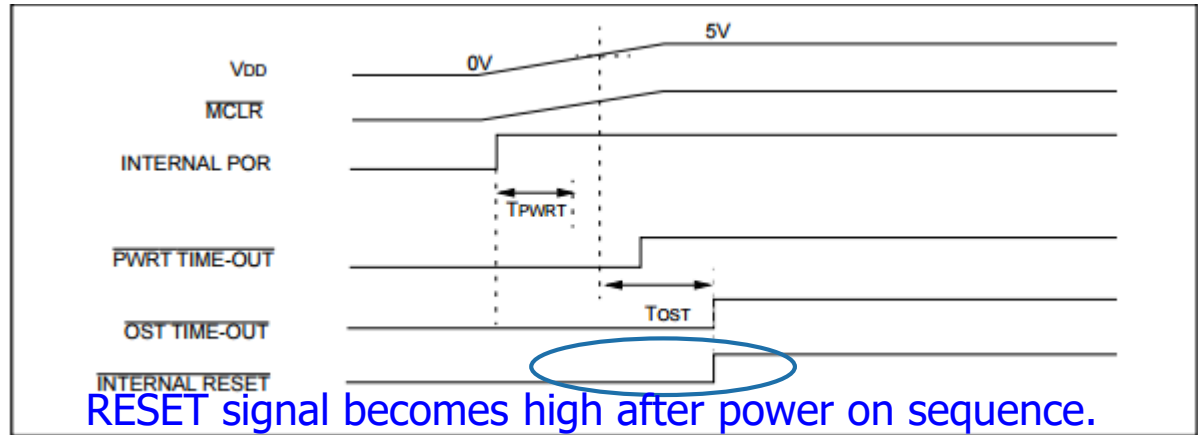 5V
VDD
0V
MCLR
INTERNAL POR
TPWRT
PWRT TIME-OUT
TOST
OST TIME-OUT
INTERNAL RESET
RESET signal becomes high after power on sequence.